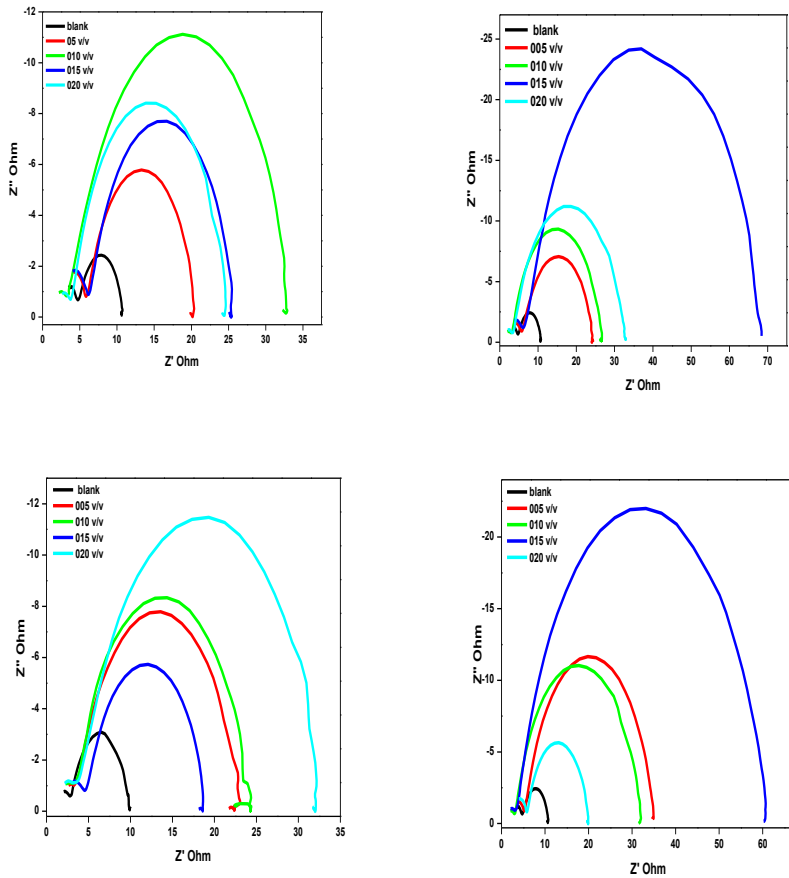 -12
-10
-8
-6
-4
-2
0
Z'' Ohm
blank
05 v/v
010 v/v
015 v/v
020 v/v
0 5 10 15 20 25 30 35
Z' Ohm
-25
-20
-15
-10
-5
0
Z'' Ohm
blank
005 v/v
010 v/v
015 v/v
020 v/v
0 10 20 30 40 50 60 70
Z' Ohm
-12
-10
-8
-6
-4
-2
0
Z'' Ohm
blank
005 v/v
010 v/v
015 v/v
020 v/v
0 5 10 15 20 25 30 35
Z' Ohm
-20
-15
-10
-5
0
Z'' Ohm
blank
005 v/v
010 v/v
015 v/v
020 v/v
0 10 20 30 40 50 60
Z' Ohm